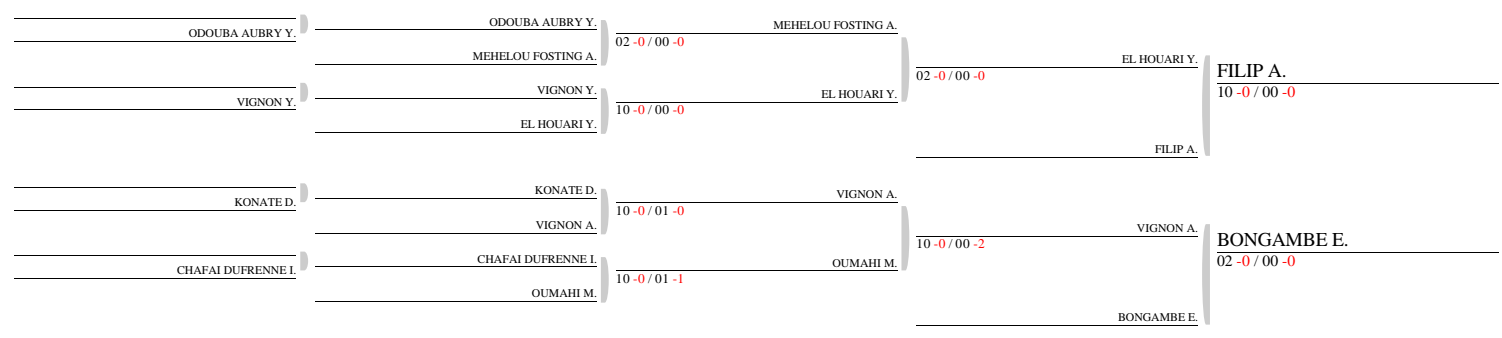 ODOUBA AUBRY Y.
VIGNON Y.
KONATE D.
CHAFAI DUFRENNE I.
ODOUBA AUBRY Y.
MEHELOU FOSTING A.
VIGNON Y.
EL HOUARI Y.
KONATE D.
VIGNON A.
CHAFAI DUFRENNE I.
OUMAHI M.
MEHELOU FOSTING A.
02 -0 / 00 -0
EL HOUARI Y.
10 -0 / 00 -0
VIGNON A.
10 -0 / 01 -0
OUMAHI M.
10 -0 / 01 -1
EL HOUARI Y.
02 -0 / 00 -0
FILIP A.
VIGNON A.
10 -0 / 00 -2
BONGAMBE E.
FILIP A.
10 -0 / 00 -0
BONGAMBE E.
02 -0 / 00 -0